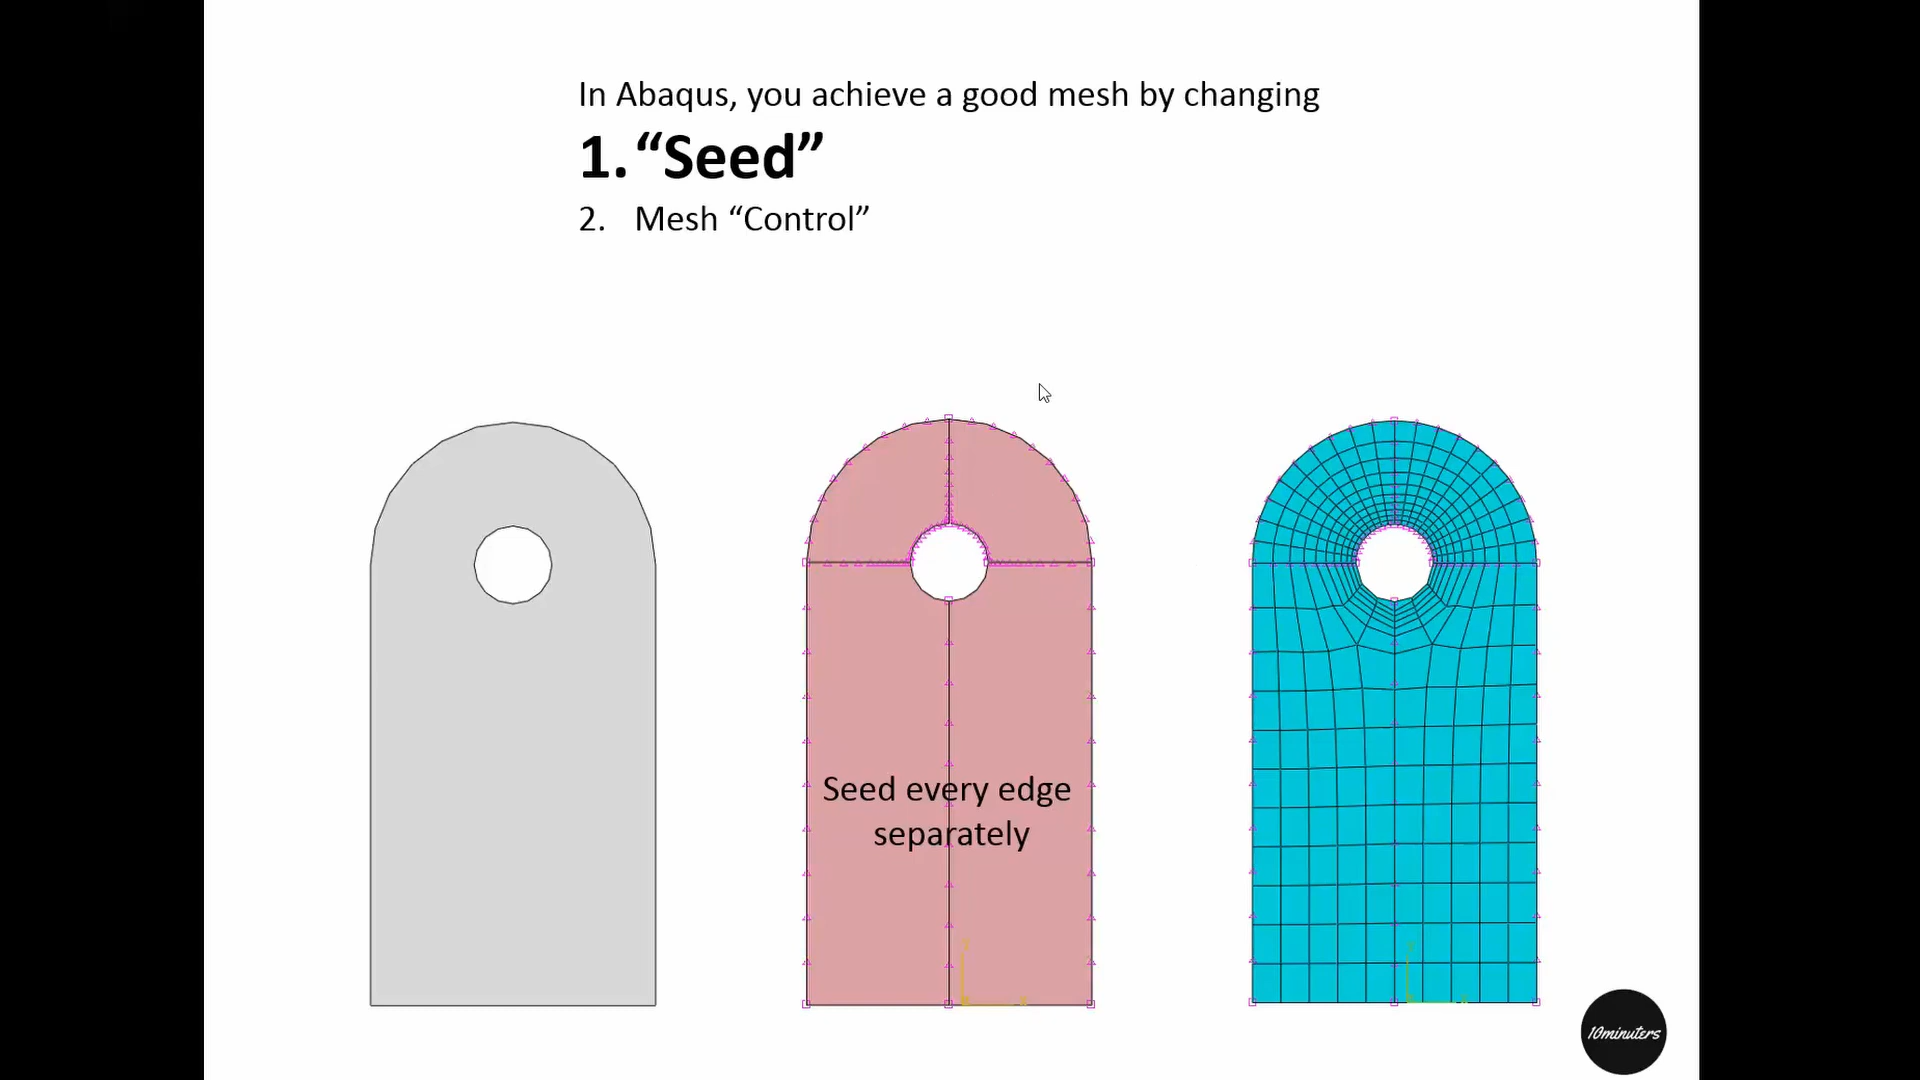 In Abaqus, you achieve a good mesh by changing
1. “Seed”
2. Mesh “Control”
Seed every edge
separately
10minuters